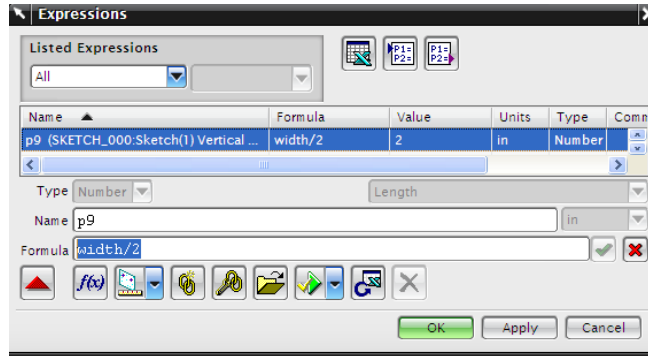 Expressions
Listed Expressions
All
P1=
P2=
P1=
P2=
Name Formula Value Units Type Comm
p9 (SKETCH_000:Sketch(1) Vertical ... width/2 2 in Number
Type Number Length
Name p9 in
Formula width/2
f(x)
OK Apply Cancel